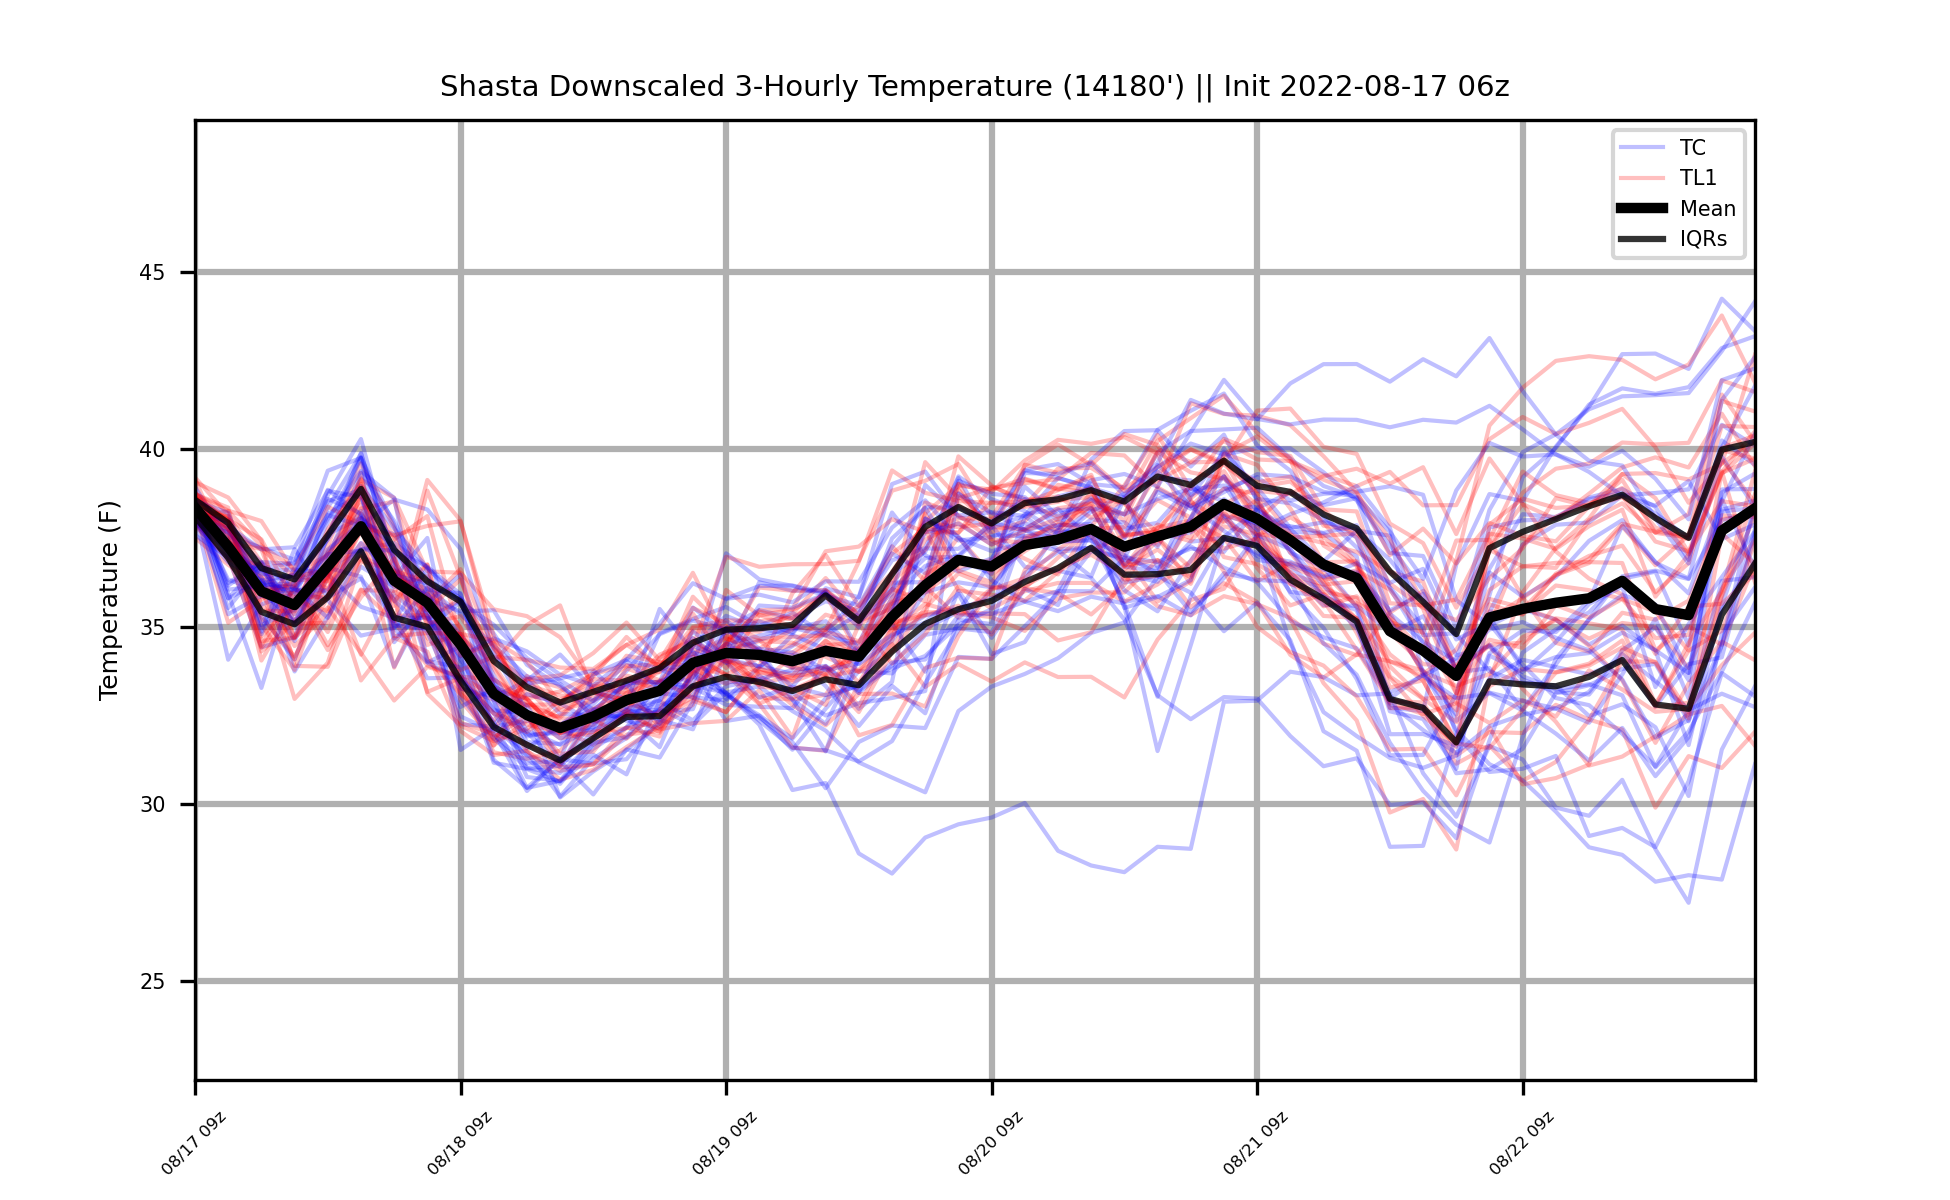 Shasta Downscaled 3-Hourly Temperature (14180') || Init 2022-08-17 06z
TC
TL1
Mean
IQRs
Temperature (F)
45
40
35
30
25
08/17 09z
08/18 09z
08/19 09z
08/20 09z
08/21 09z
08/22 09z